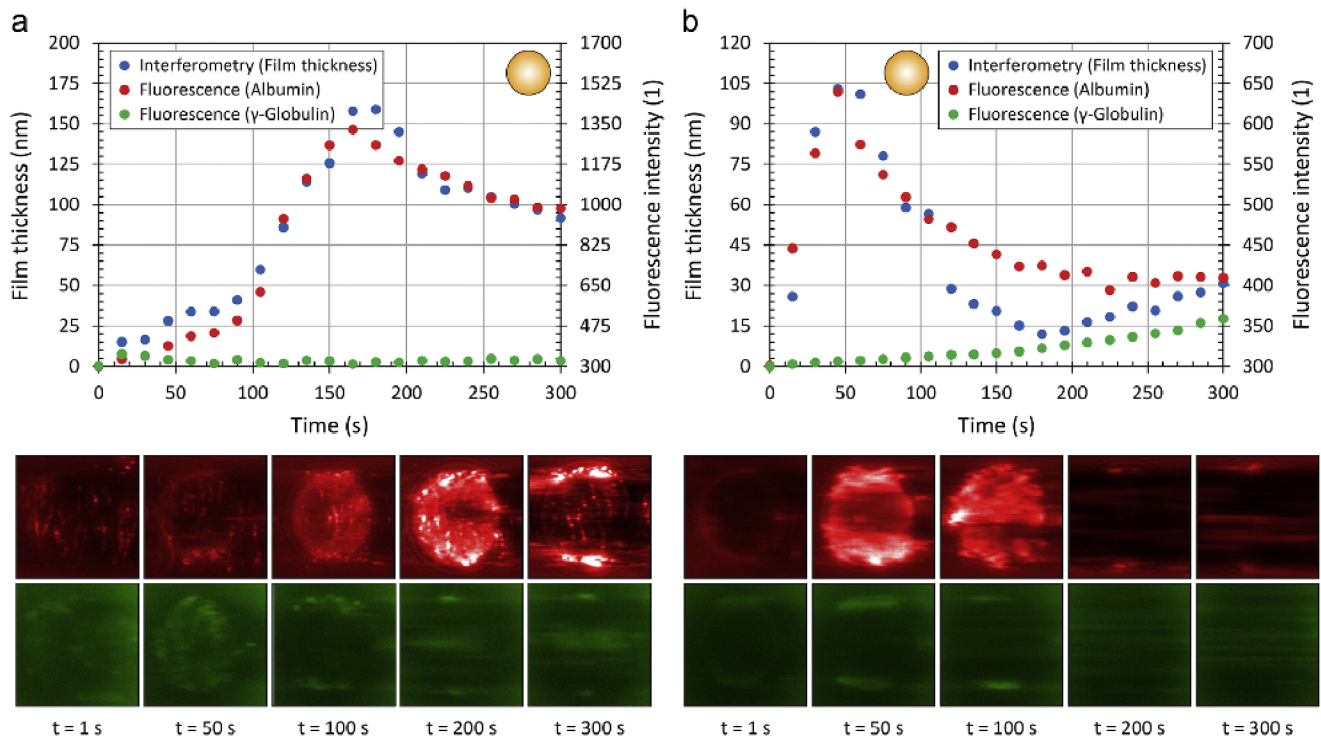 a
200
175
150
125
100
75
50
25
0
Film thickness (nm)
Interferometry (Film thickness)
Fluorescence (Albumin)
Fluorescence (γ-Globulin)
1700
1525
1350
1175
1000
825
650
475
300
Fluorescence intensity (1)
0 50 100 150 200 250 300
Time (s)
b
120
105
90
75
60
45
30
15
0
Film thickness (nm)
Interferometry (Film thickness)
Fluorescence (Albumin)
Fluorescence (γ-Globulin)
700
650
600
550
500
450
400
350
300
Fluorescence intensity (1)
0 50 100 150 200 250 300
Time (s)
t = 1 s t = 50 s t = 100 s t = 200 s t = 300 s
t = 1 s t = 50 s t = 100 s t = 200 s t = 300 s